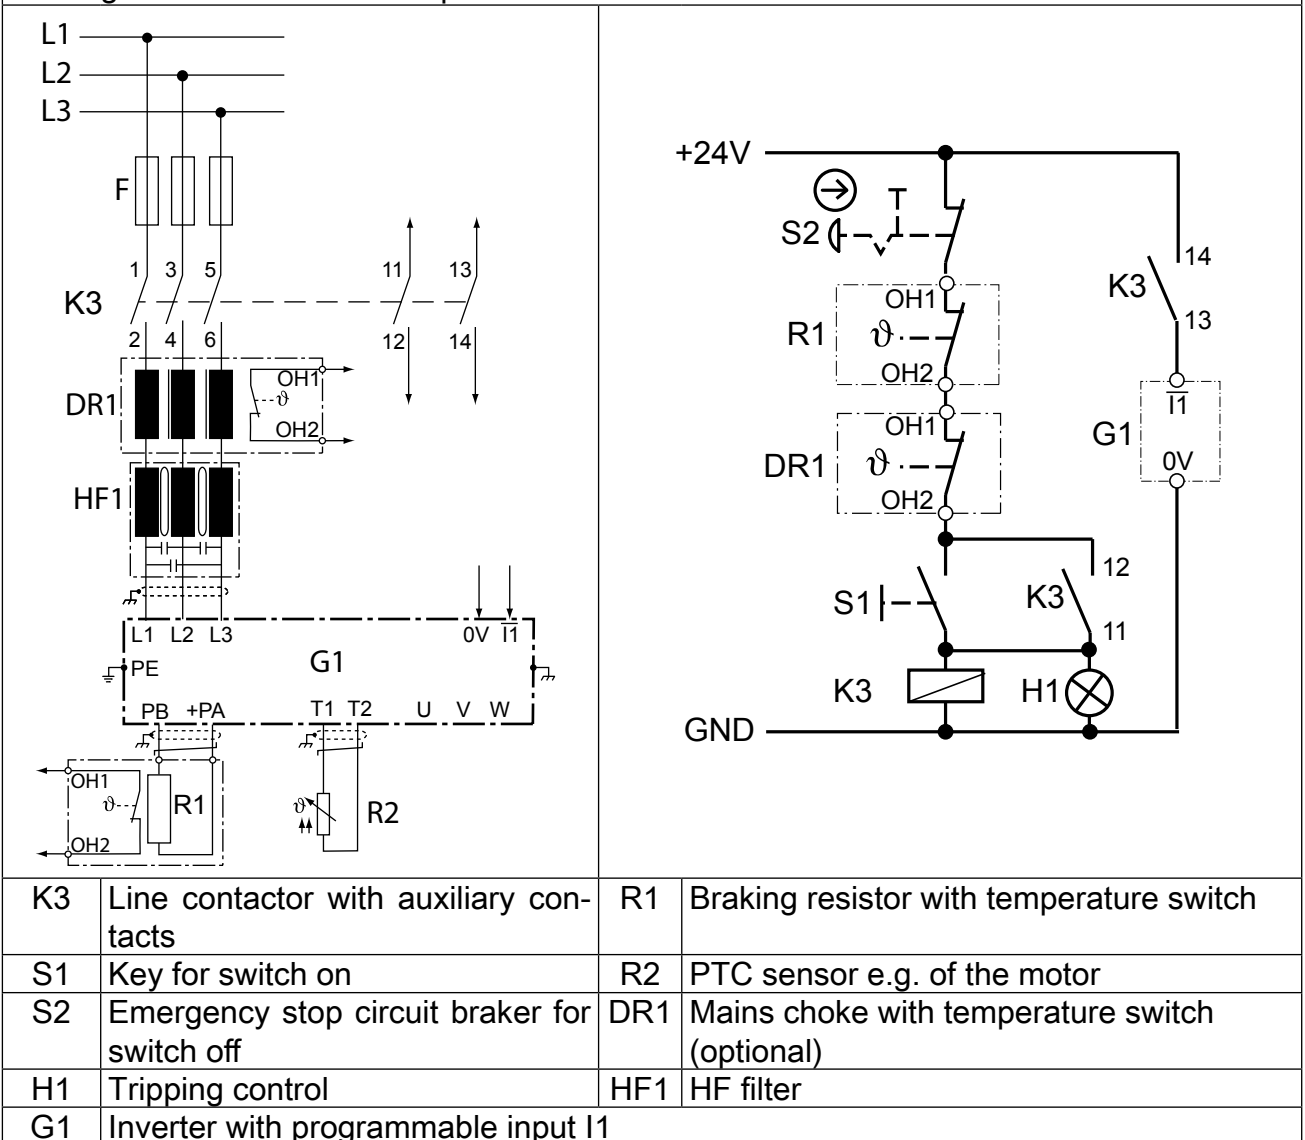 L1
L2
L3
F
1 3 5 11 13
K3
2 4 6 12 14
OH1
DR1 ϑ
OH2
HF1
L1 L2 L3 0V I1
G1
PE
PB +PA T1 T2 U V W
OH1
ϑ R1 ϑ R2
OH2
+24V
S2
14
K3
13
OH1
R1 ϑ
OH2
I1
OH1
G1
DR1 ϑ
0V
OH2
12
S1 K3
11
K3 H1
GND
K3 Line contactor with auxiliary con-
tacts
R1 Braking resistor with temperature switch
S1 Key for switch on
R2 PTC sensor e.g. of the motor
S2 Emergency stop circuit braker for
switch off
DR1 Mains choke with temperature switch
(optional)
H1 Tripping control
HF1 HF filter
G1 Inverter with programmable input I1